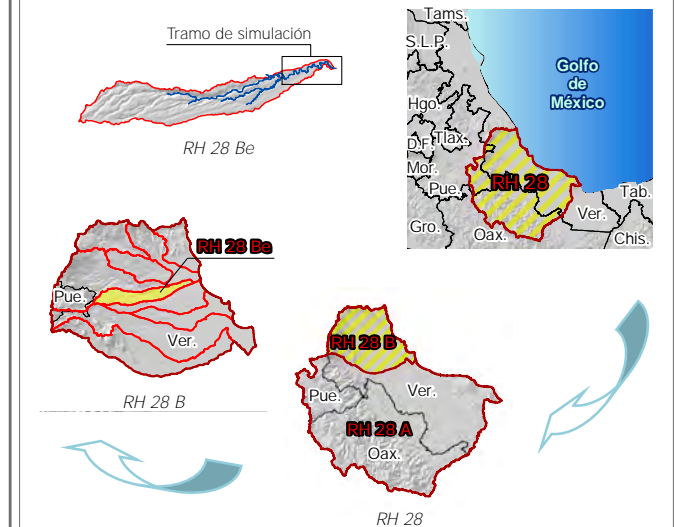 Tramo de simulación
RH 28 Be
Tams.
S.L.P.
Golfo
de
México
Hgo.
D.F.
Tlax.
Mor.
Pue.
RH 28
Tab.
Ver.
Gro.
Oax.
Chis.
RH 28 Be
Pue.
Ver.
RH 28 B
RH 28 B
Pue.
Ver.
RH 28 A
Oax.
RH 28